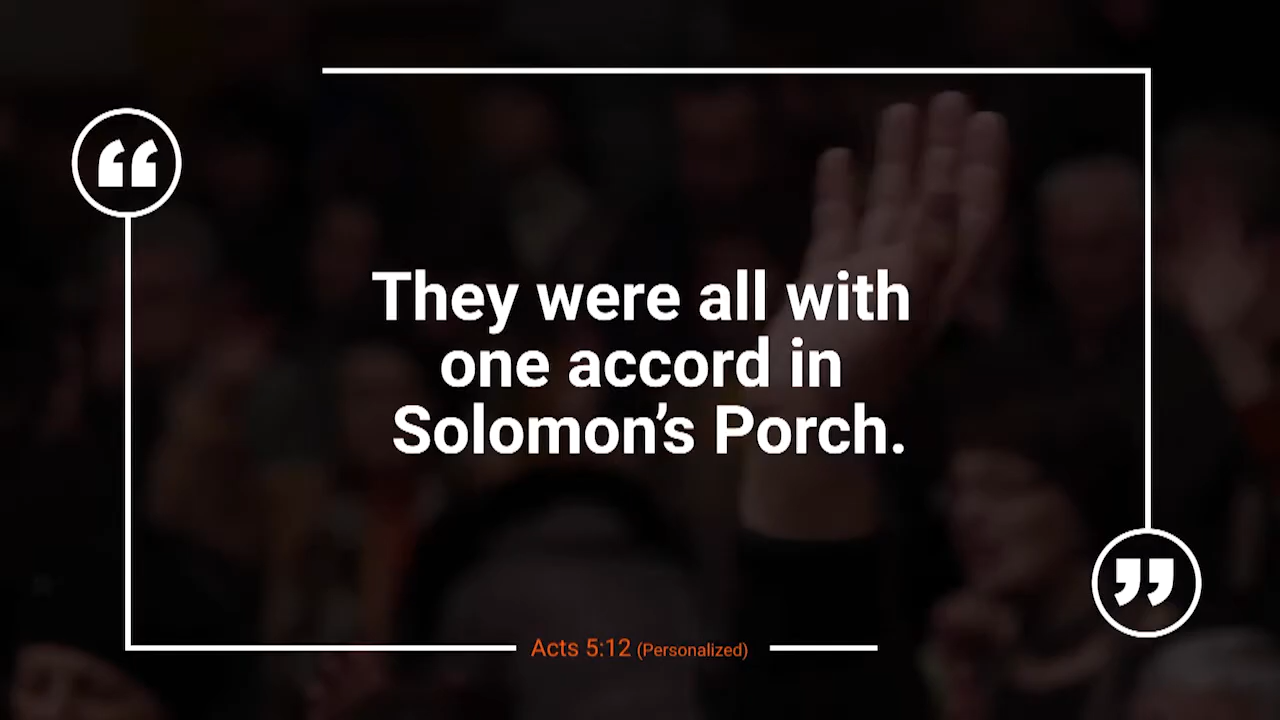 “
They were all with
one accord in
Solomon’s Porch.
”
Acts 5:12 (Personalized)